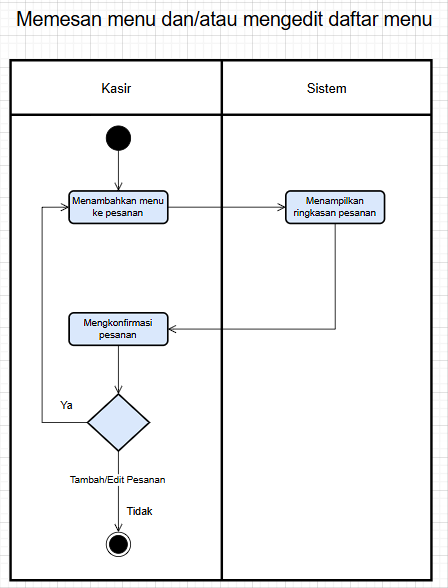 Memesan menu dan/atau mengedit daftar menu
Kasir
Sistem
Menambahkan menu
ke pesanan
Menampilkan
ringkasan pesanan
Mengkonfirmasi
pesanan
Ya
Tambah/Edit Pesanan
Tidak